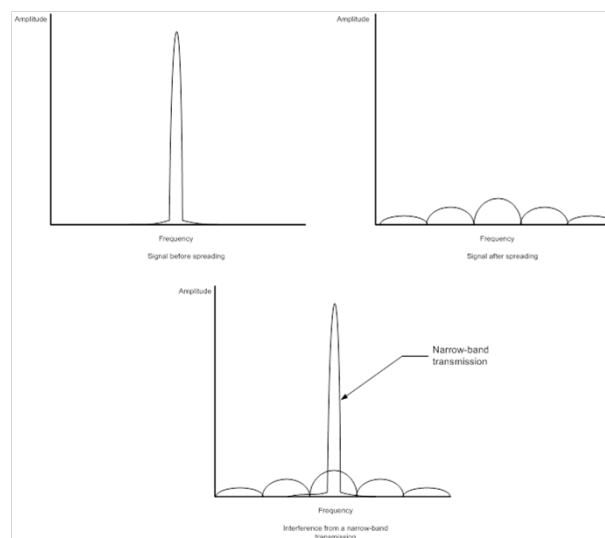 Amplitude
Frequency
Signal before spreading
Amplitude
Frequency
Signal after spreading
Amplitude
Narrow-band
transmission
Frequency
Interference from a narrow-band
transmission